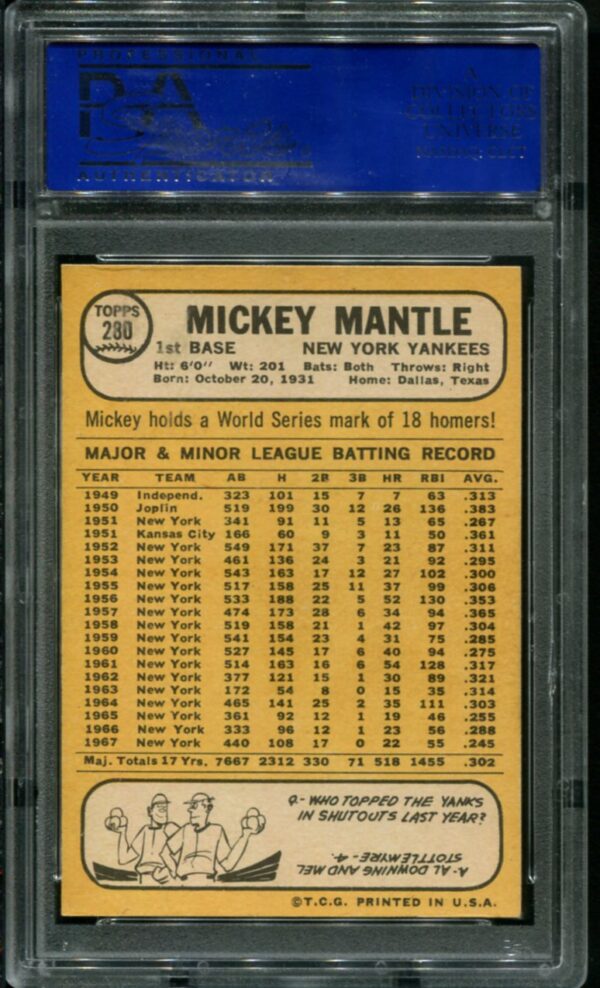 PROFESSIONAL
PSA
AUTHENTICATOR
A
DIVISION OF
COLLECTORS
UNIVERSE
NASDAQ: CLCT
TOPPS
280
MICKEY MANTLE
1st BASE NEW YORK YANKEES
Ht: 6'0" Wt: 201 Bats: Both Throws: Right
Born: October 20, 1931 Home: Dallas, Texas
Mickey holds a World Series mark of 18 homers!
MAJOR & MINOR LEAGUE BATTING RECORD
YEAR TEAM AB H 2B 3B HR RBI AVG.
1949 Independ. 323 101 15 7 7 63 .313
1950 Joplin 519 199 30 12 26 136 .383
1951 New York 341 91 11 5 13 65 .267
1951 Kansas City 166 60 9 3 11 50 .361
1952 New York 549 171 37 7 23 87 .311
1953 New York 461 136 24 3 21 92 .295
1954 New York 543 163 17 12 27 102 .300
1955 New York 517 158 25 11 37 99 .306
1956 New York 533 188 22 5 52 130 .353
1957 New York 474 173 28 6 34 94 .365
1958 New York 519 158 21 1 42 97 .304
1959 New York 541 154 23 4 31 75 .285
1960 New York 527 145 17 6 40 94 .275
1961 New York 514 163 16 6 54 128 .317
1962 New York 377 121 15 1 30 89 .321
1963 New York 172 54 8 0 15 35 .314
1964 New York 465 141 25 2 35 111 .303
1965 New York 361 92 12 1 19 46 .255
1966 New York 333 96 12 1 23 56 .288
1967 New York 440 108 17 0 22 55 .245
Maj. Totals 17 Yrs. 7667 2312 330 71 518 1455 .302
Q- WHO TOPPED THE YANKS
IN SHUTOUTS LAST YEAR?
A- AL DOWNING AND MEL
STOTTLEMYRE - 4.
©T.C.G. PRINTED IN U.S.A.